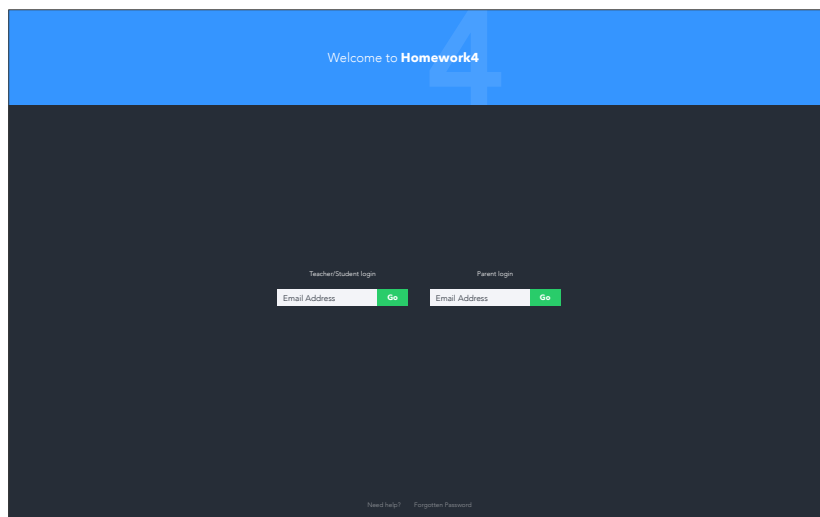 4
Welcome to Homework4
Teacher/Student login
Parent login
Email Address Go
Email Address Go
Need help? Forgotten Password